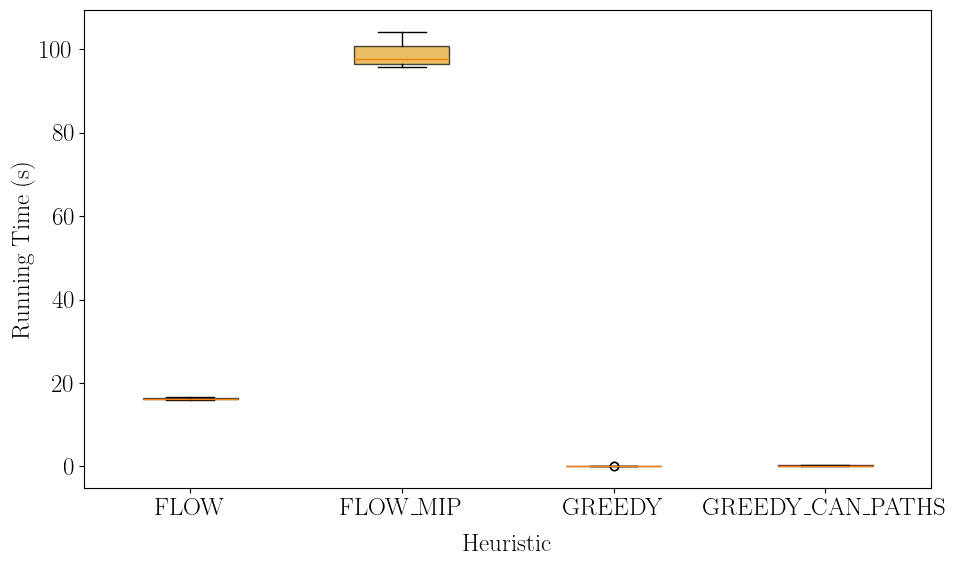 100
80
60
40
20
0
Running Time (s)
FLOW
FLOW_MIP
GREEDY
GREEDY_CAN_PATHS
Heuristic